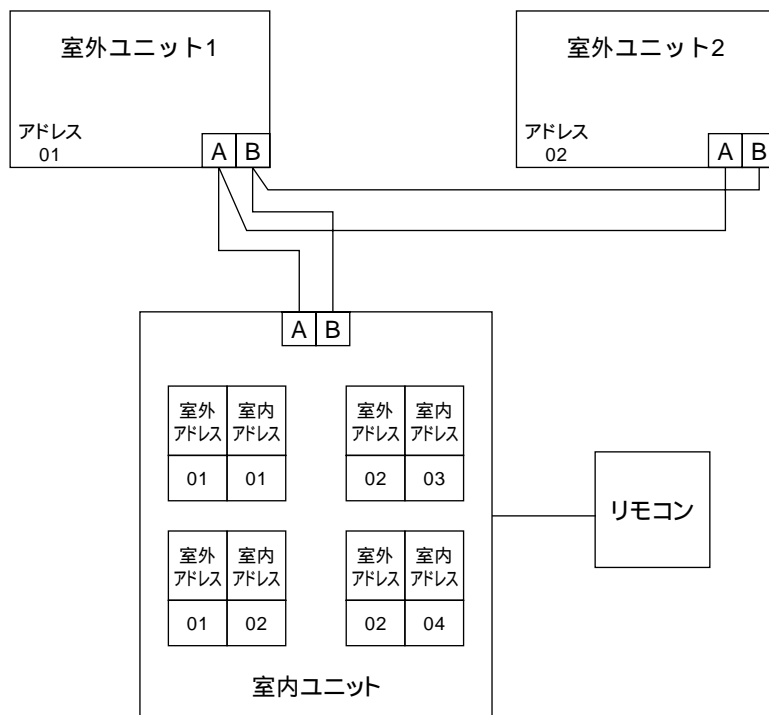 室外ユニット1
アドレス
01
A B
室外ユニット2
アドレス
02
A B
A B
室外
アドレス
室内
アドレス
01 01
室外
アドレス
室内
アドレス
02 03
室外
アドレス
室内
アドレス
01 02
室外
アドレス
室内
アドレス
02 04
室内ユニット
リモコン